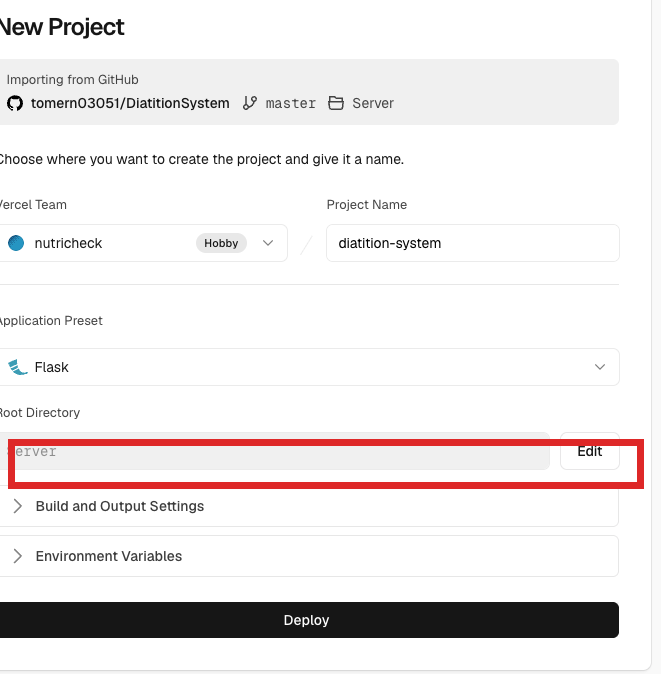 New Project
Importing from GitHub
tomern03051/DiatitionSystem master Server
Choose where you want to create the project and give it a name.
Vercel Team
Project Name
nutricheck Hobby
diatition-system
Application Preset
Flask
Root Directory
Server
Edit
Build and Output Settings
Environment Variables
Deploy